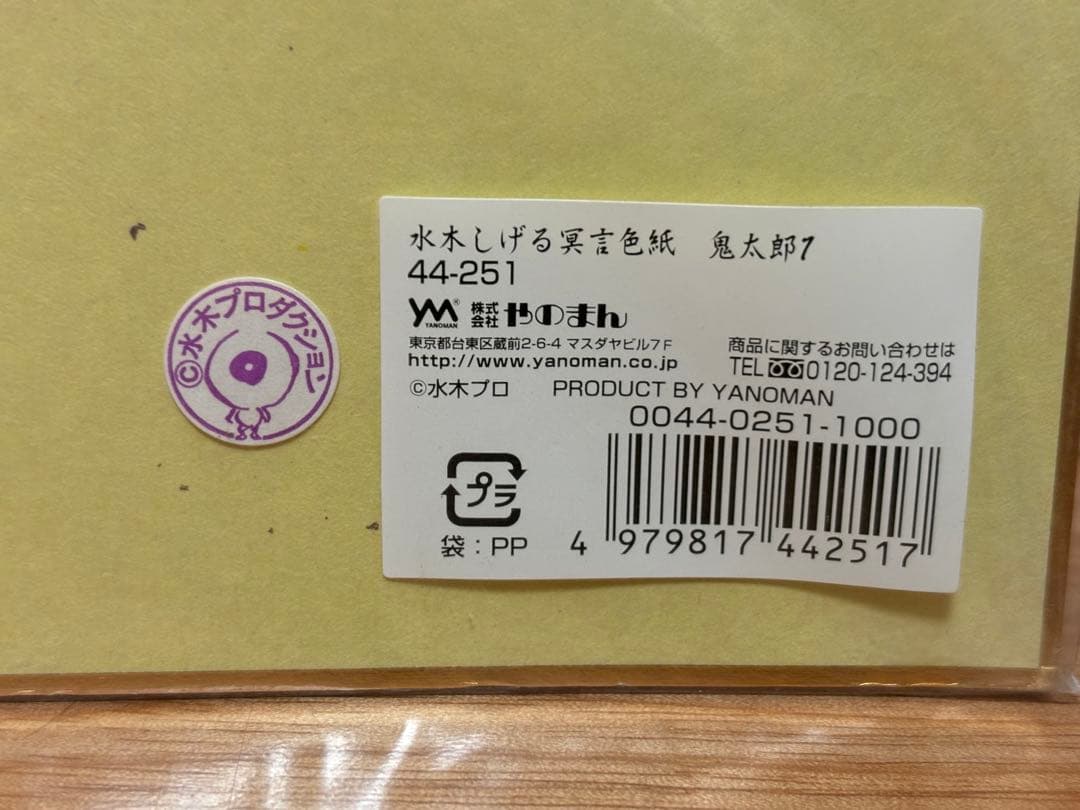 ©水木プロダクション
水木しげる冥言色紙 鬼太郎1
44-251
YM® YANOMAN 株式会社 やのまん
東京都台東区蔵前2-6-4 マスダヤビル7F
http://www.yanoman.co.jp
商品に関するお問い合わせは
TEL 0120-124-394
©水木プロ PRODUCT BY YANOMAN
0044-0251-1000
プラ
袋:PP
4 979817 442517